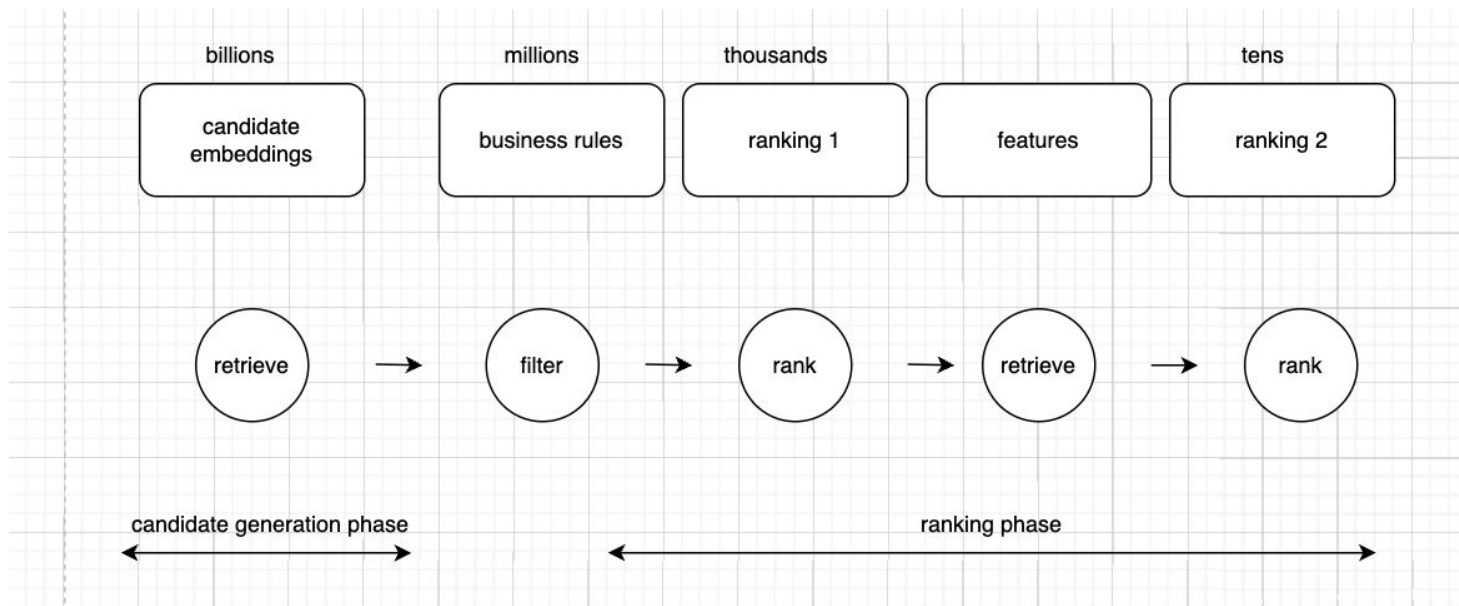 billions
millions
thousands
tens
candidate
embeddings
business rules
ranking 1
features
ranking 2
retrieve
filter
rank
retrieve
rank
candidate generation phase
ranking phase